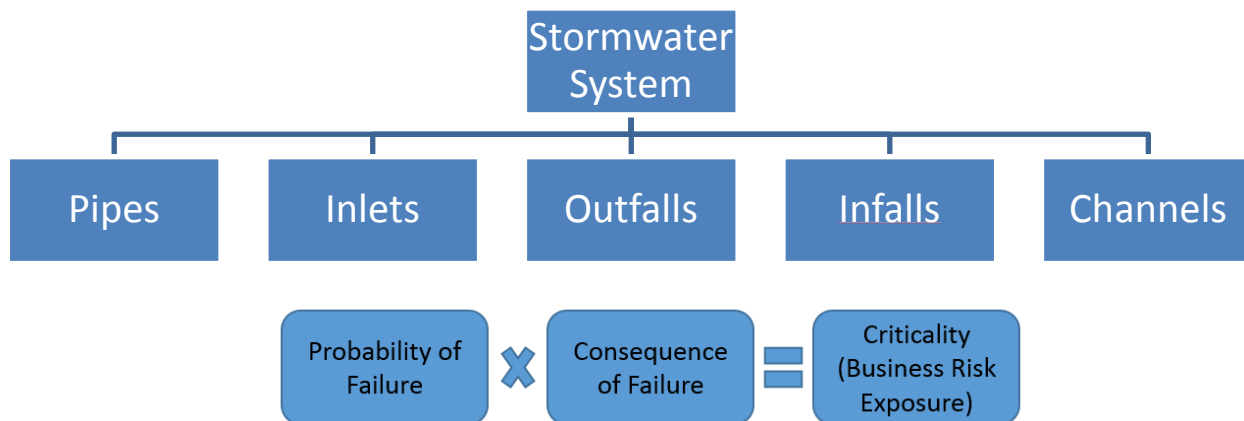 Stormwater
System
Pipes
Inlets
Outfalls
Infalls
Channels
Probability of
Failure
Consequence
of Failure
Criticality
(Business Risk
Exposure)